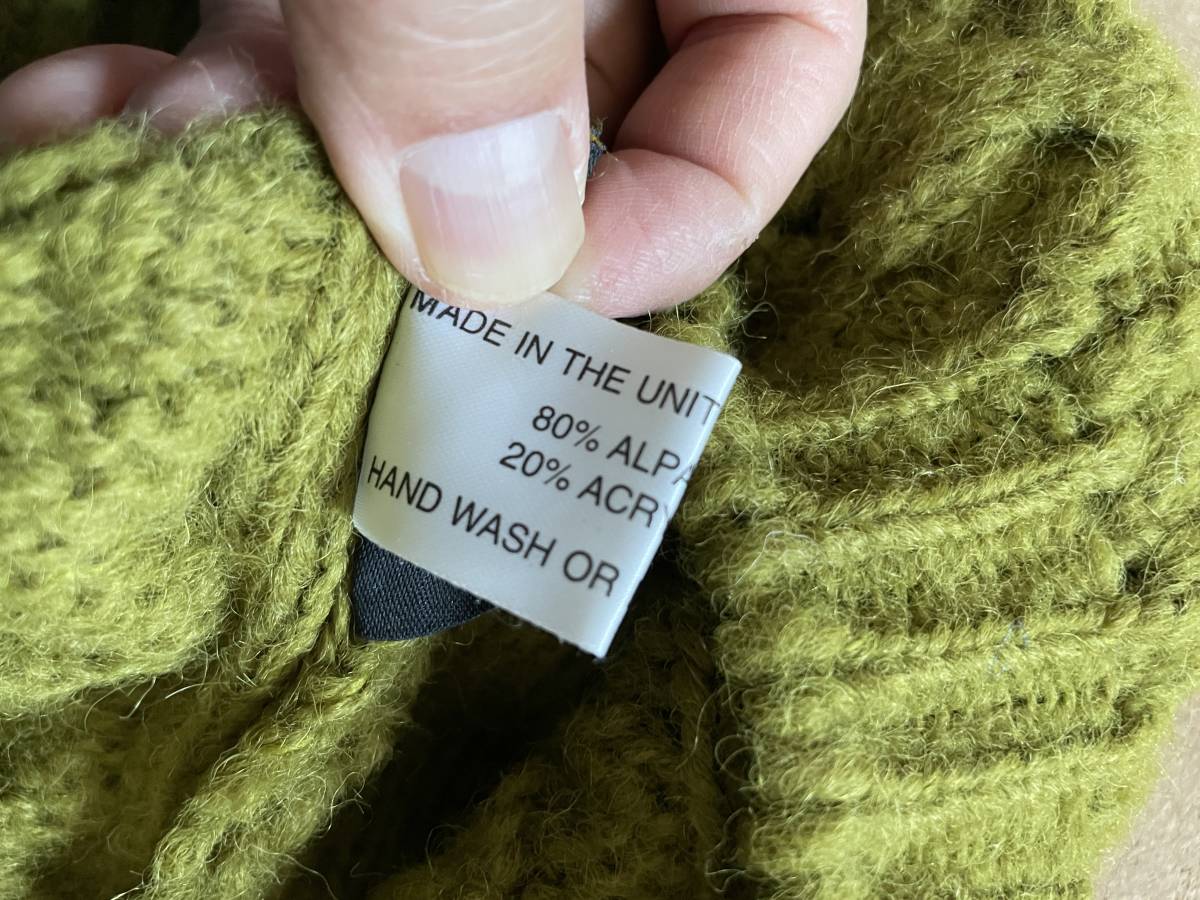 MADE IN THE UNIT
80% ALPA
20% ACRY
HAND WASH OR